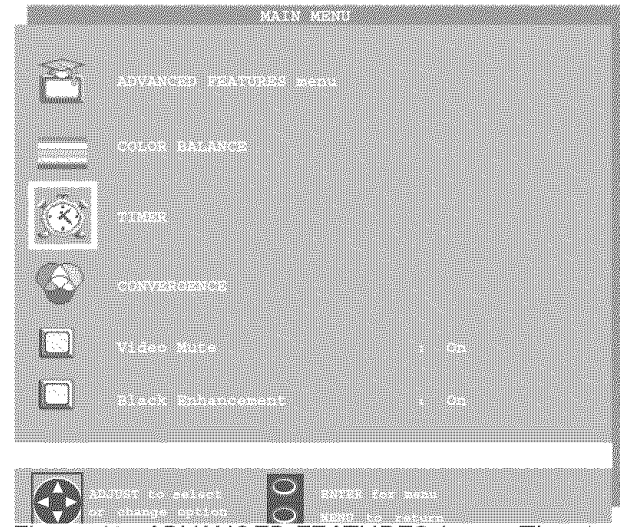 MAIN MENU
ADVANCED FEATURES menu
COLOR BALANCE
TIMER
CONVERGENCE
Video Mute : On
Black Enhancement : On
ADJUST to select
or change option
ENTER for menu
MENU to return